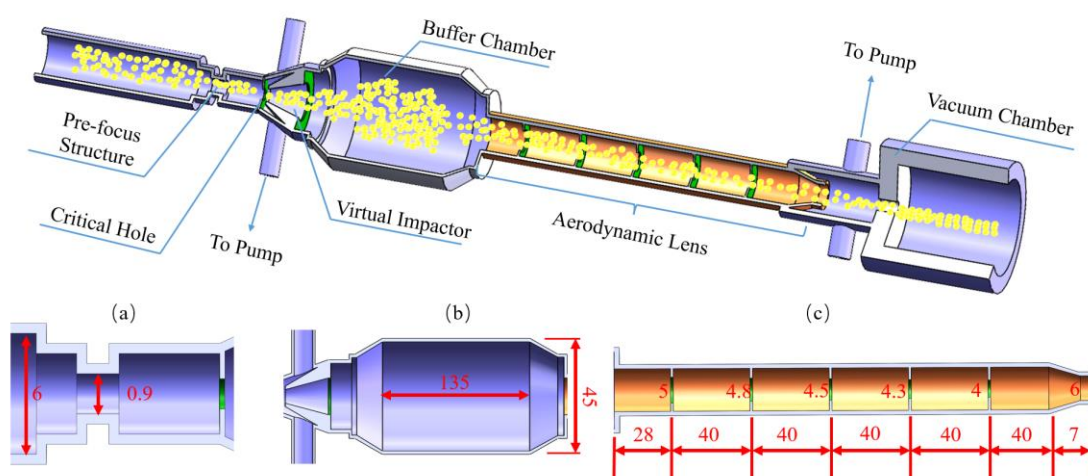 Buffer Chamber
To Pump
Vacuum Chamber
Pre-focus
Structure
Critical Hole
To Pump
Virtual Impactor
Aerodynamic Lens
(a)
(b)
(c)
6
0.9
135
45
5
4.8
4.5
4.3
4
6
28
40
40
40
40
40
7